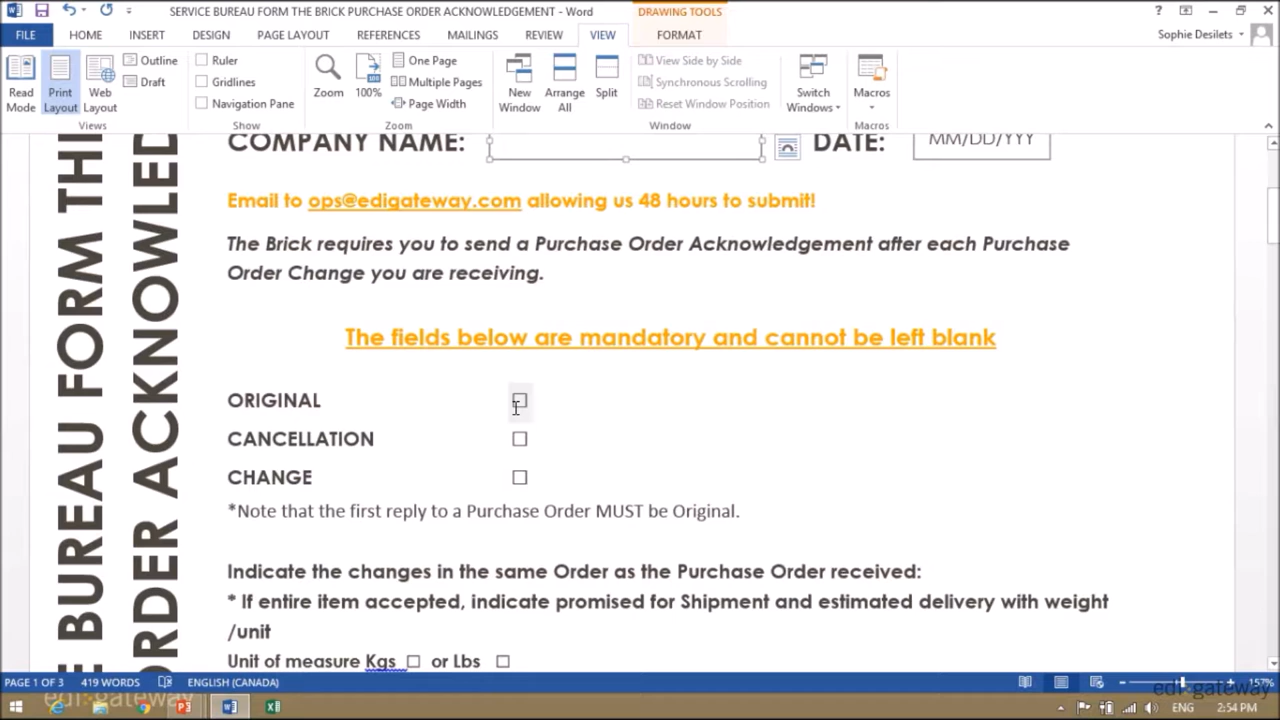 SERVICE BUREAU FORM THE BRICK PURCHASE ORDER ACKNOWLEDGEMENT - Word
DRAWING TOOLS
?
FILE HOME INSERT DESIGN PAGE LAYOUT REFERENCES MAILINGS REVIEW VIEW FORMAT
Sophie Desilets
Read Mode
Print Layout
Web Layout
Outline
Draft
Views
Ruler
Gridlines
Navigation Pane
Show
Zoom
100%
One Page
Multiple Pages
Page Width
Zoom
New Window
Arrange All
Split
View Side by Side
Synchronous Scrolling
Reset Window Position
Window
Switch Windows
Macros
Macros
BUREAU FORM THE
ORDER ACKNOWLED
COMPANY NAME: DATE: MM/DD/YYY
Email to ops@edigateway.com allowing us 48 hours to submit!
The Brick requires you to send a Purchase Order Acknowledgement after each Purchase
Order Change you are receiving.
The fields below are mandatory and cannot be left blank
ORIGINAL ☐
CANCELLATION ☐
CHANGE ☐
*Note that the first reply to a Purchase Order MUST be Original.
Indicate the changes in the same Order as the Purchase Order received:
* If entire item accepted, indicate promised for Shipment and estimated delivery with weight
/unit
Unit of measure Kgs ☐ or Lbs ☐
PAGE 1 OF 3 419 WORDS ENGLISH (CANADA) 157%
edi gateway
edi gateway
ENG 2:54 PM